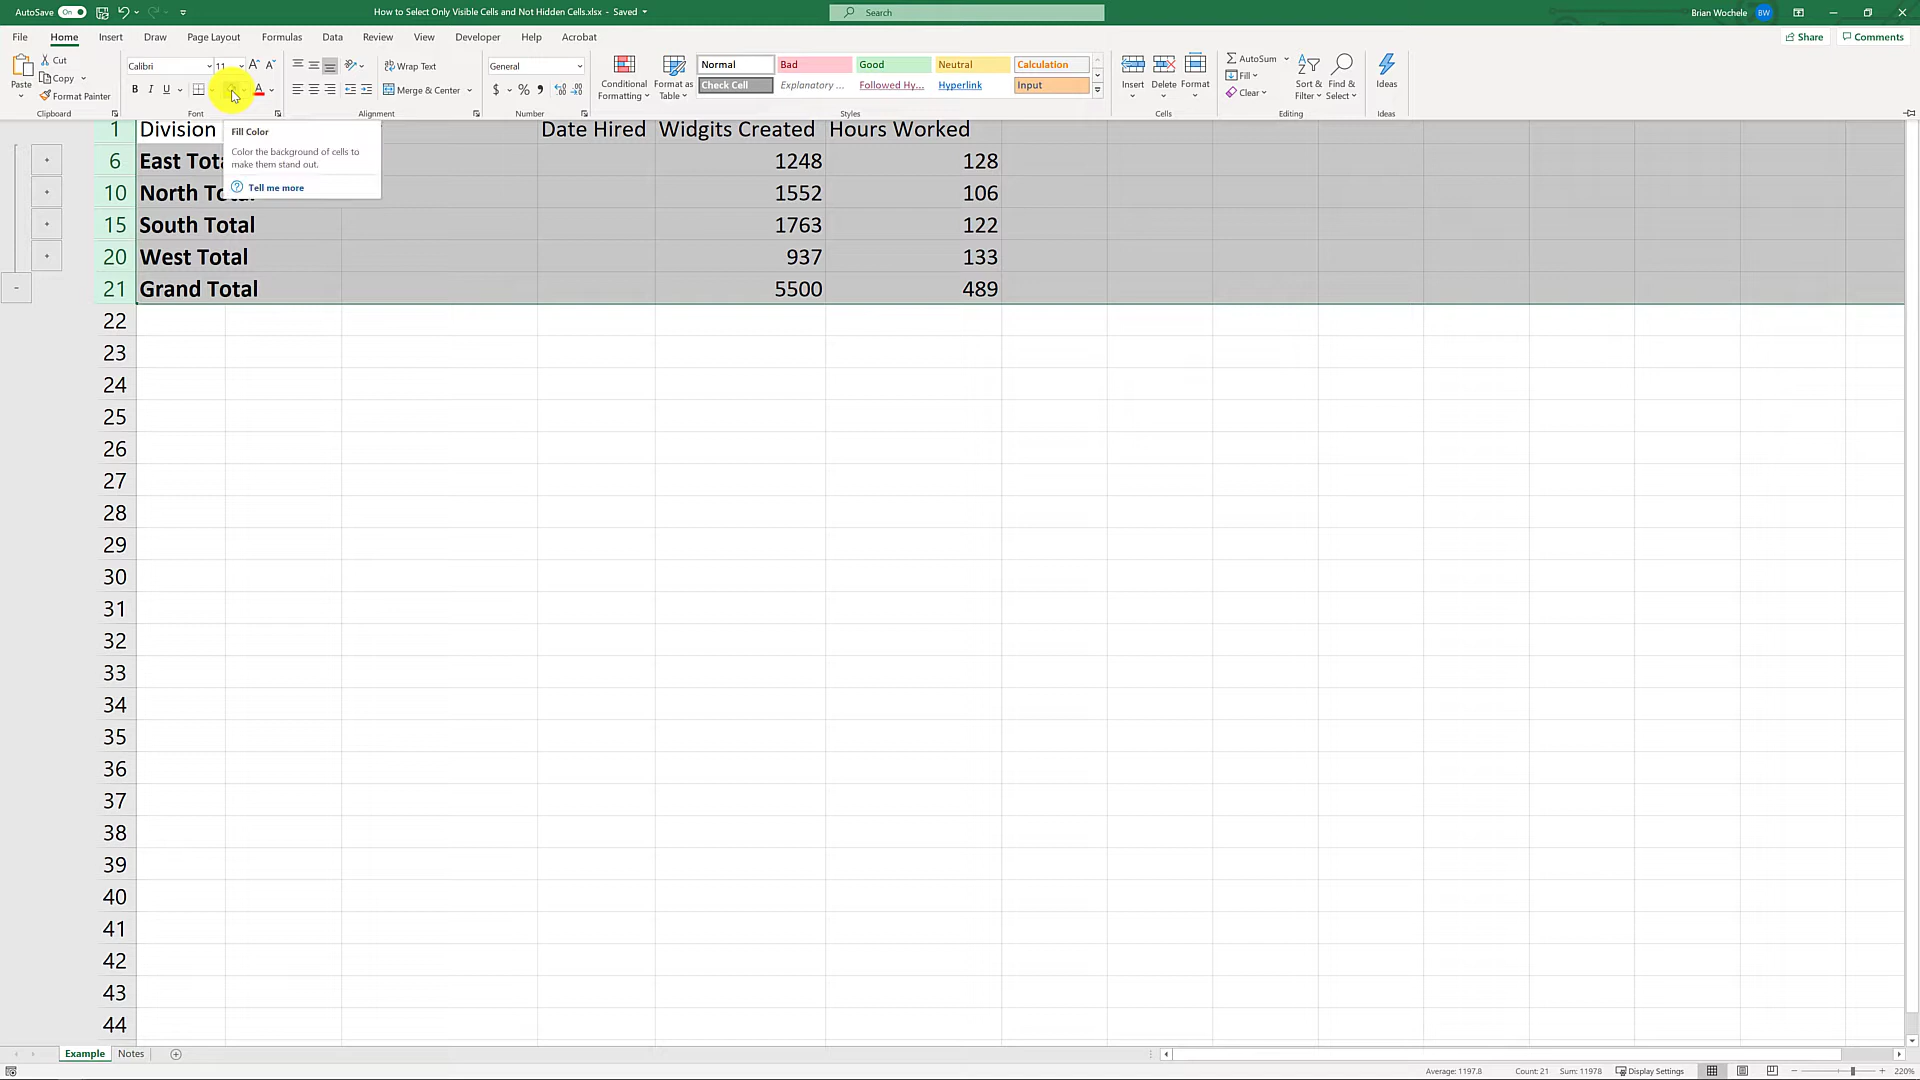 AutoSave On How to Select Only Visible Cells and Not Hidden Cells.xlsx - Saved Search Brian Wochele BW
File Home Insert Draw Page Layout Formulas Data Review View Developer Help Acrobat Share Comments
Paste Cut Copy Format Painter
Clipboard
Calibri 11 A A
B I U A
Font
Wrap Text
Merge & Center
Alignment
General
$ % ,
Number
Conditional Formatting Format as Table
Normal Bad Good Neutral Calculation
Check Cell Explanatory ... Followed Hy... Hyperlink Input
Styles
Insert Delete Format
Cells
AutoSum
Fill
Clear
Sort & Filter Find & Select
Editing
Ideas
Ideas
Fill Color
Color the background of cells to
make them stand out.
Tell me more
1 Division Date Hired Widgits Created Hours Worked
6 East Tota 1248 128
10 North Total 1552 106
15 South Total 1763 122
20 West Total 937 133
21 Grand Total 5500 489
22
23
24
25
26
27
28
29
30
31
32
33
34
35
36
37
38
39
40
41
42
43
44
Example Notes
Average: 1197.8 Count: 21 Sum: 11978 Display Settings 220%